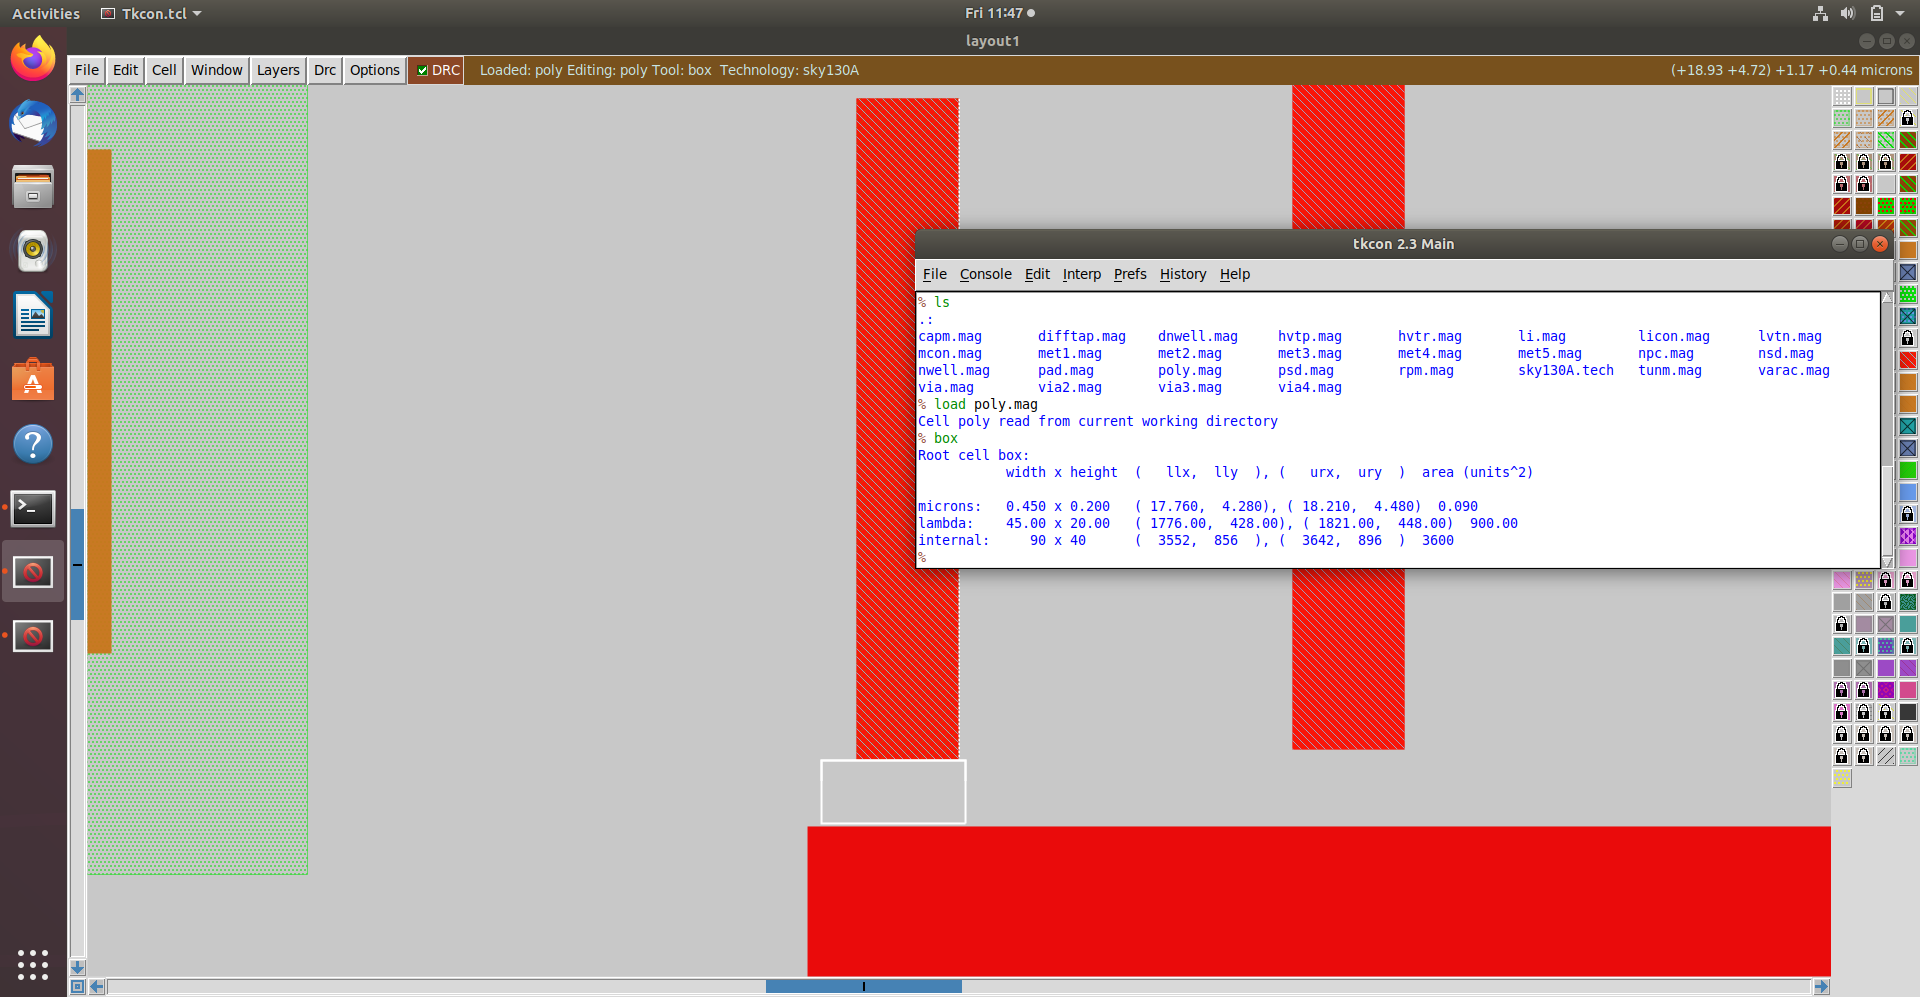 Activities Tkcon.tcl Fri 11:47
layout1
File Edit Cell Window Layers Drc Options DRC Loaded: poly Editing: poly Tool: box Technology: sky130A (+18.93 +4.72) +1.17 +0.44 microns
tkcon 2.3 Main
File Console Edit Interp Prefs History Help
% ls
.:
capm.mag difftap.mag dnwell.mag hvtp.mag hvtr.mag li.mag licon.mag lvtn.mag
mcon.mag met1.mag met2.mag met3.mag met4.mag met5.mag npc.mag nsd.mag
nwell.mag pad.mag poly.mag psd.mag rpm.mag sky130A.tech tunm.mag varac.mag
via.mag via2.mag via3.mag via4.mag
% load poly.mag
Cell poly read from current working directory
% box
Root cell box:
width x height ( llx, lly ), ( urx, ury ) area (units^2)
microns: 0.450 x 0.200 ( 17.760, 4.280), ( 18.210, 4.480) 0.090
lambda: 45.00 x 20.00 ( 1776.00, 428.00), ( 1821.00, 448.00) 900.00
internal: 90 x 40 ( 3552, 856 ), ( 3642, 896 ) 3600
%